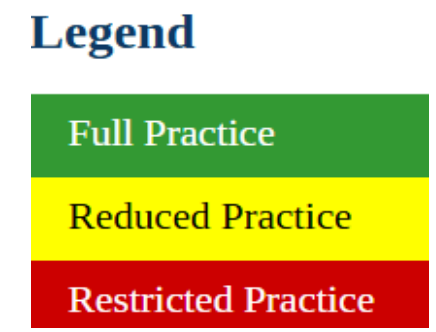 Legend
Full Practice
Reduced Practice
Restricted Practice